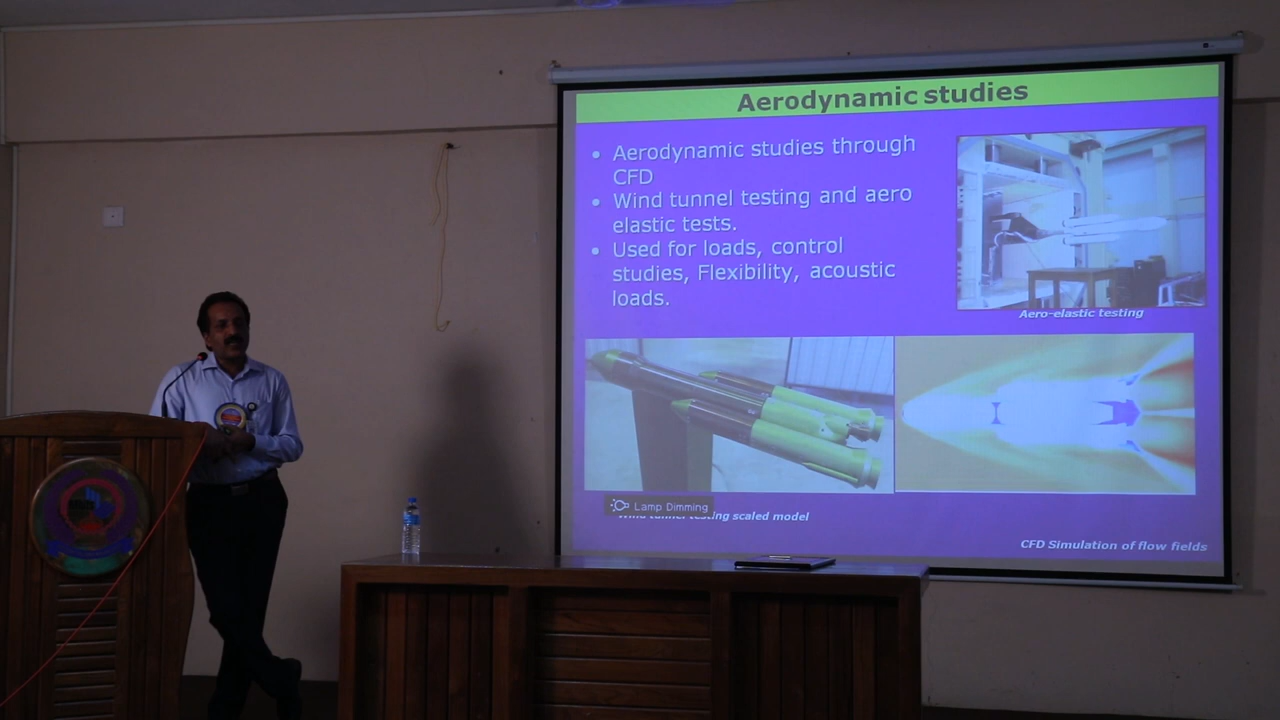 Aerodynamic studies
• Aerodynamic studies through
CFD
• Wind tunnel testing and aero
elastic tests.
• Used for loads, control
studies, Flexibility, acoustic
loads.
Aero-elastic testing
Lamp Dimming
testing scaled model
CFD Simulation of flow fields